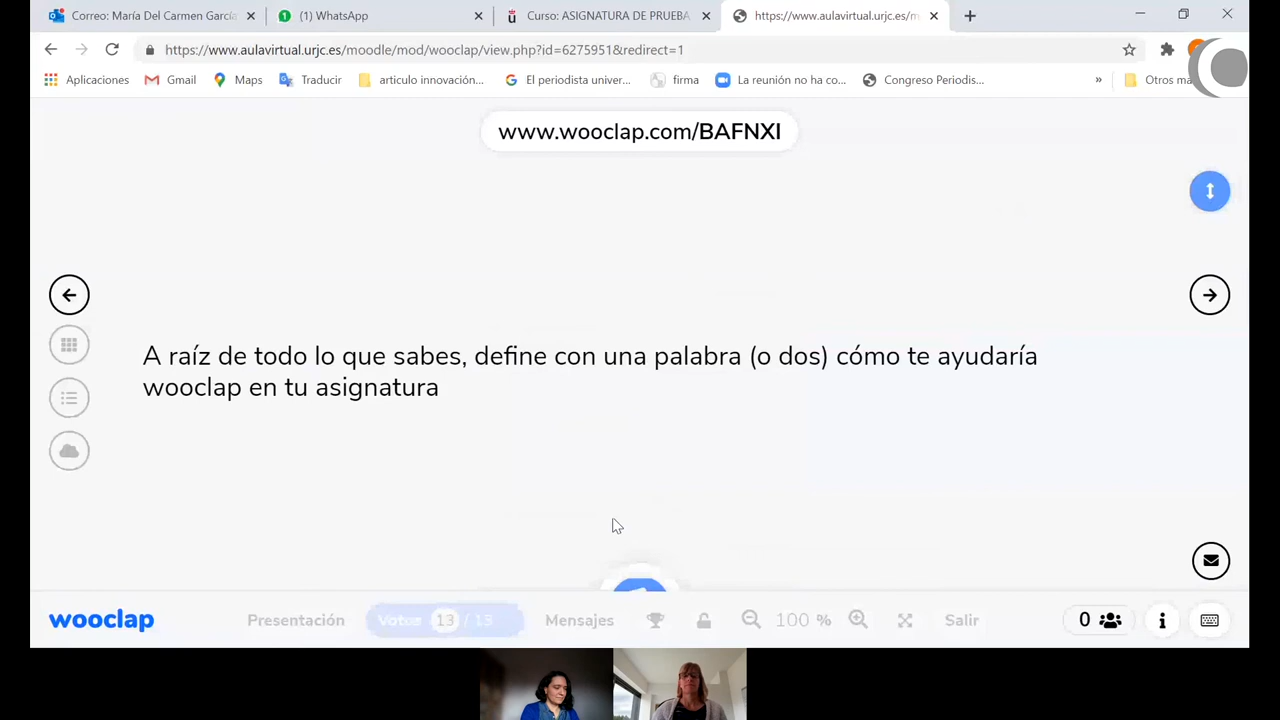 Correo: María Del Carmen García
(1) WhatsApp
Curso: ASIGNATURA DE PRUEBA
https://www.aulavirtual.urjc.es/m
https://www.aulavirtual.urjc.es/moodle/mod/wooclap/view.php?id=6275951&redirect=1
Aplicaciones
Gmail
Maps
Traducir
articulo innovación...
El periodista univer...
firma
La reunión no ha co...
Congreso Periodis...
»
Otros ma
www.wooclap.com/BAFNXI
A raíz de todo lo que sabes, define con una palabra (o dos) cómo te ayudaría
wooclap en tu asignatura
wooclap
Presentación
Votos 13 / 13
Mensajes
100 %
Salir
0